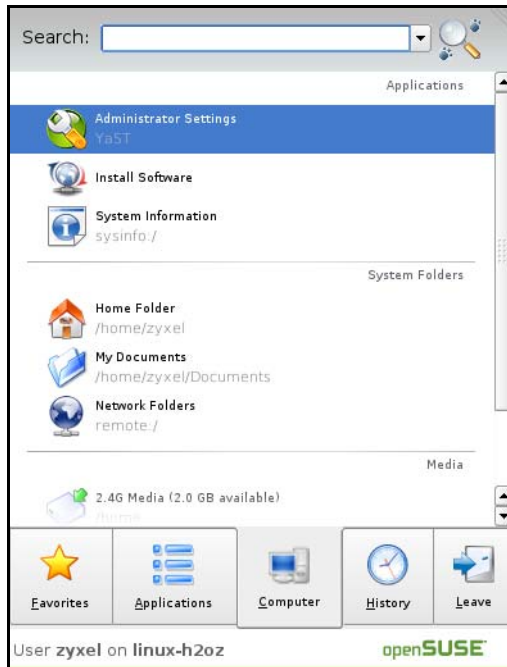 Search:
Applications
Administrator Settings
YaST
Install Software
System Information
sysinfo:/
System Folders
Home Folder
/home/zyxel
My Documents
/home/zyxel/Documents
Network Folders
remote:/
Media
2.4G Media (2.0 GB available)
/home
Favorites
Applications
Computer
History
Leave
User zyxel on linux-h2oz
openSUSE